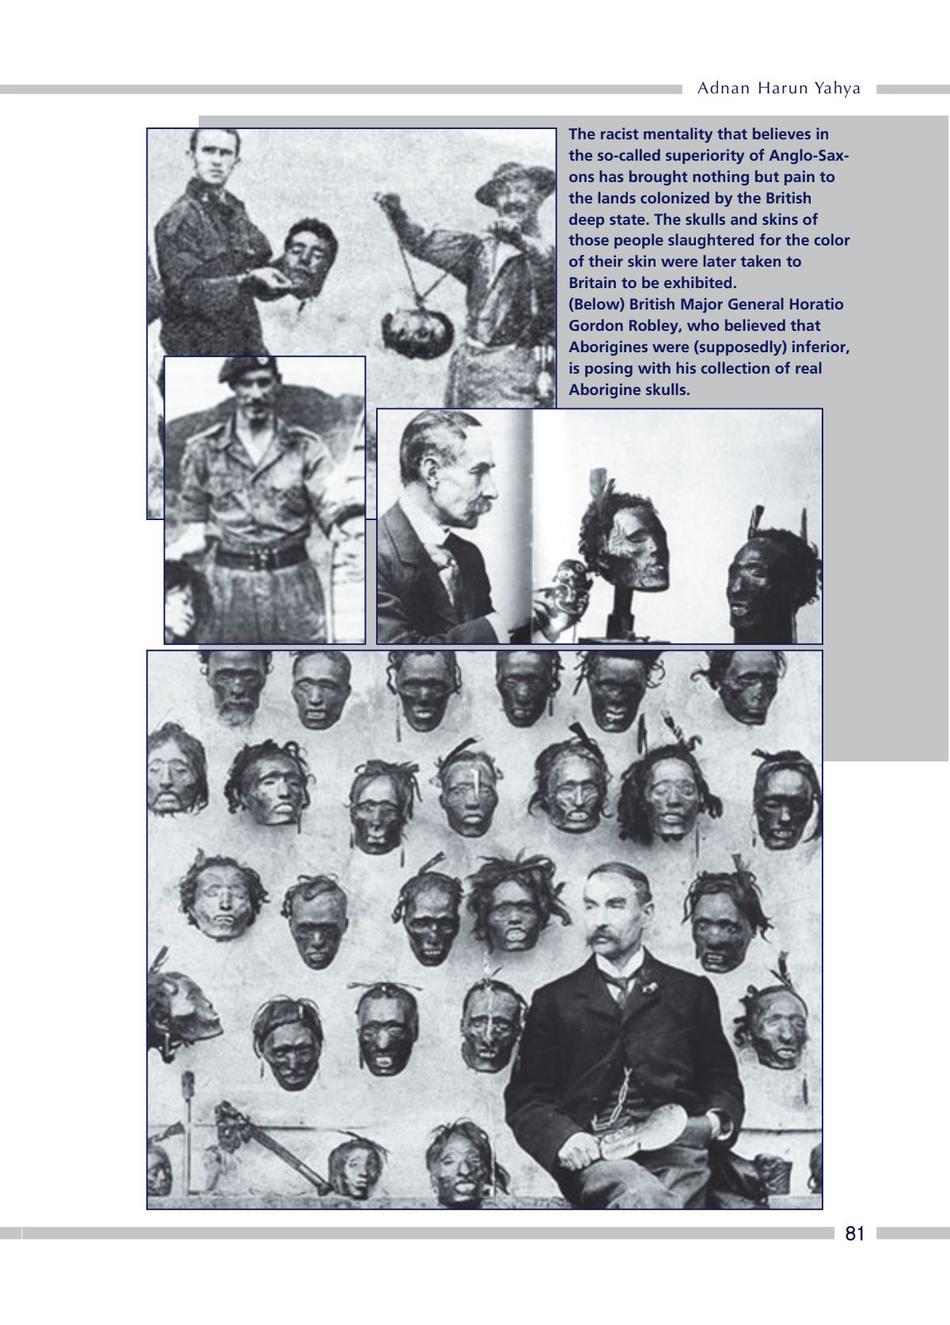 Adnan Harun Yahya
The racist mentality that believes in
the so-called superiority of Anglo-Sax-
ons has brought nothing but pain to
the lands colonized by the British
deep state. The skulls and skins of
those people slaughtered for the color
of their skin were later taken to
Britain to be exhibited.
(Below) British Major General Horatio
Gordon Robley, who believed that
Aborigines were (supposedly) inferior,
is posing with his collection of real
Aborigine skulls.
81